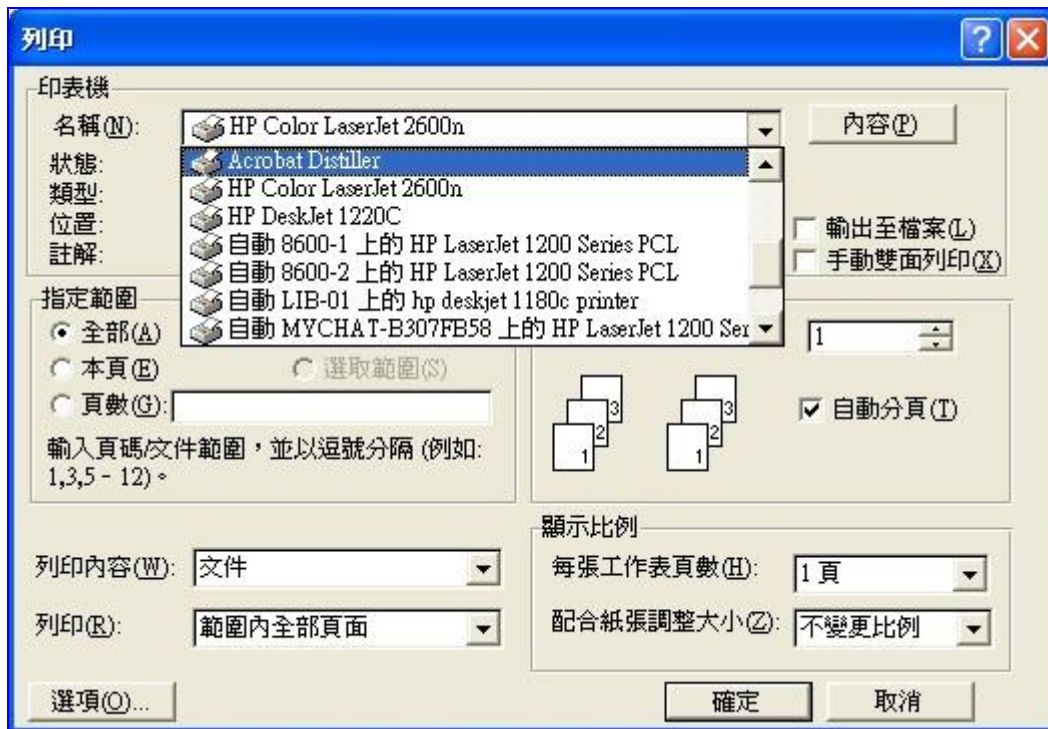 列印
印表機
名稱(N):
HP Color LaserJet 2600n
內容(P)
狀態:
類型:
位置:
註解:
Acrobat Distiller
HP Color LaserJet 2600n
HP DeskJet 1220C
自動 8600-1 上的 HP LaserJet 1200 Series PCL
自動 8600-2 上的 HP LaserJet 1200 Series PCL
自動 LIB-01 上的 hp deskjet 1180c printer
自動 MYCHAT-B307FB58 上的 HP LaserJet 1200 Ser
輸出至檔案(L)
手動雙面列印(X)
指定範圍
全部(A)
本頁(E)
選取範圍(S)
頁數(G):
輸入頁碼/文件範圍,並以逗號分隔 (例如:
1,3,5 - 12)。
1
3
2
1
3
2
1
自動分頁(T)
列印內容(W):
文件
列印(R):
範圍內全部頁面
顯示比例
每張工作表頁數(H):
1 頁
配合紙張調整大小(Z):
不變更比例
選項(O)...
確定
取消